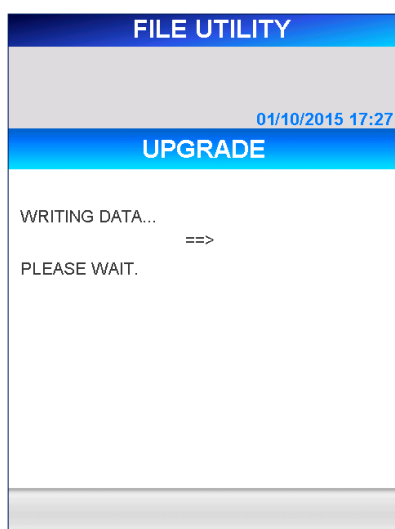 FILE UTILITY
01/10/2015 17:27
UPGRADE
WRITING DATA...
==>
PLEASE WAIT.